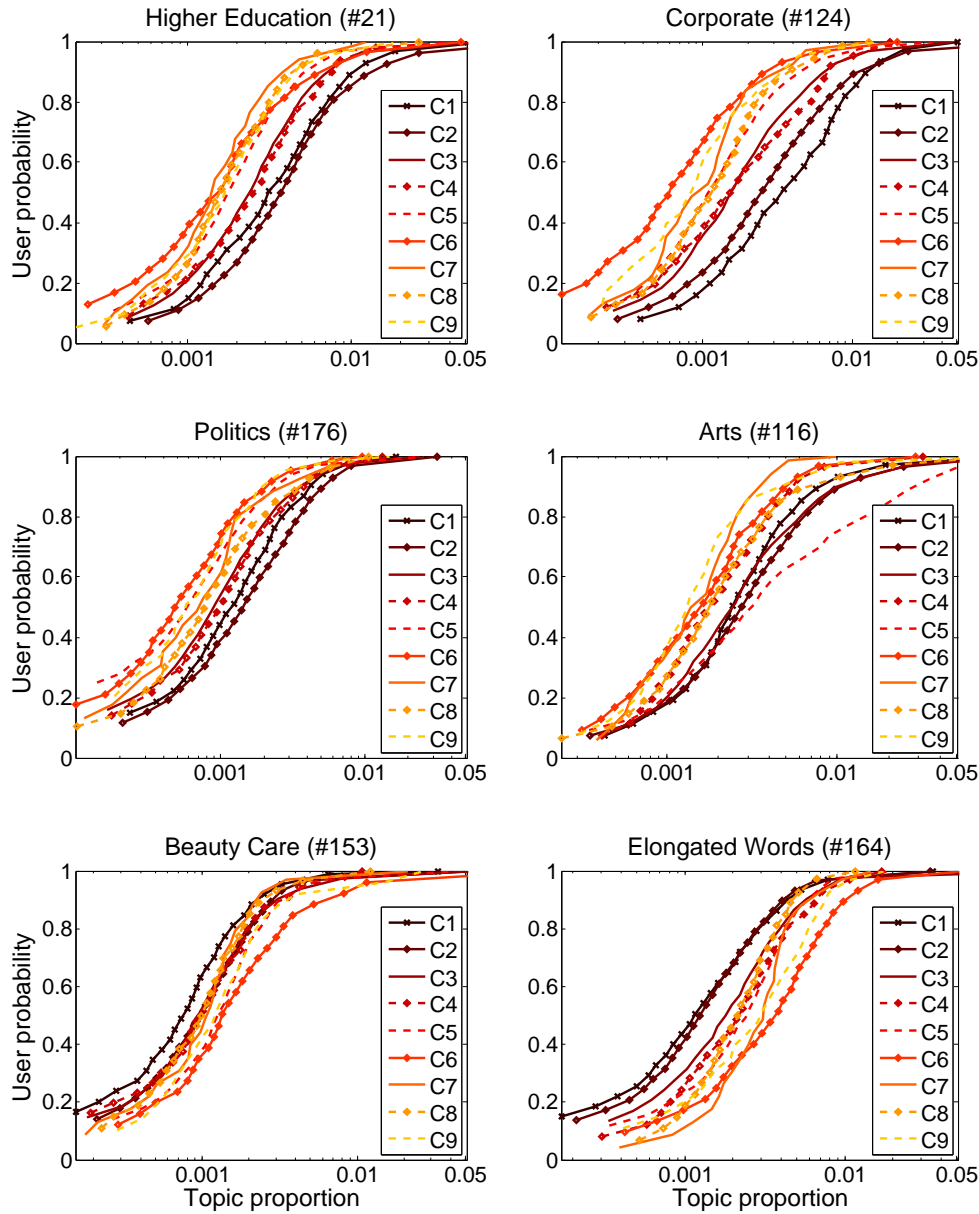 Higher Education (#21)
User probability
1
0.8
0.6
0.4
0.2
0
0.001
0.01
0.05
C1
C2
C3
C4
C5
C6
C7
C8
C9
Corporate (#124)
1
0.8
0.6
0.4
0.2
0
0.001
0.01
0.05
C1
C2
C3
C4
C5
C6
C7
C8
C9
Politics (#176)
User probability
1
0.8
0.6
0.4
0.2
0
0.001
0.01
0.05
C1
C2
C3
C4
C5
C6
C7
C8
C9
Arts (#116)
1
0.8
0.6
0.4
0.2
0
0.001
0.01
0.05
C1
C2
C3
C4
C5
C6
C7
C8
C9
Beauty Care (#153)
User probability
1
0.8
0.6
0.4
0.2
0
0.001
0.01
0.05
C1
C2
C3
C4
C5
C6
C7
C8
C9
Topic proportion
Elongated Words (#164)
1
0.8
0.6
0.4
0.2
0
0.001
0.01
0.05
C1
C2
C3
C4
C5
C6
C7
C8
C9
Topic proportion